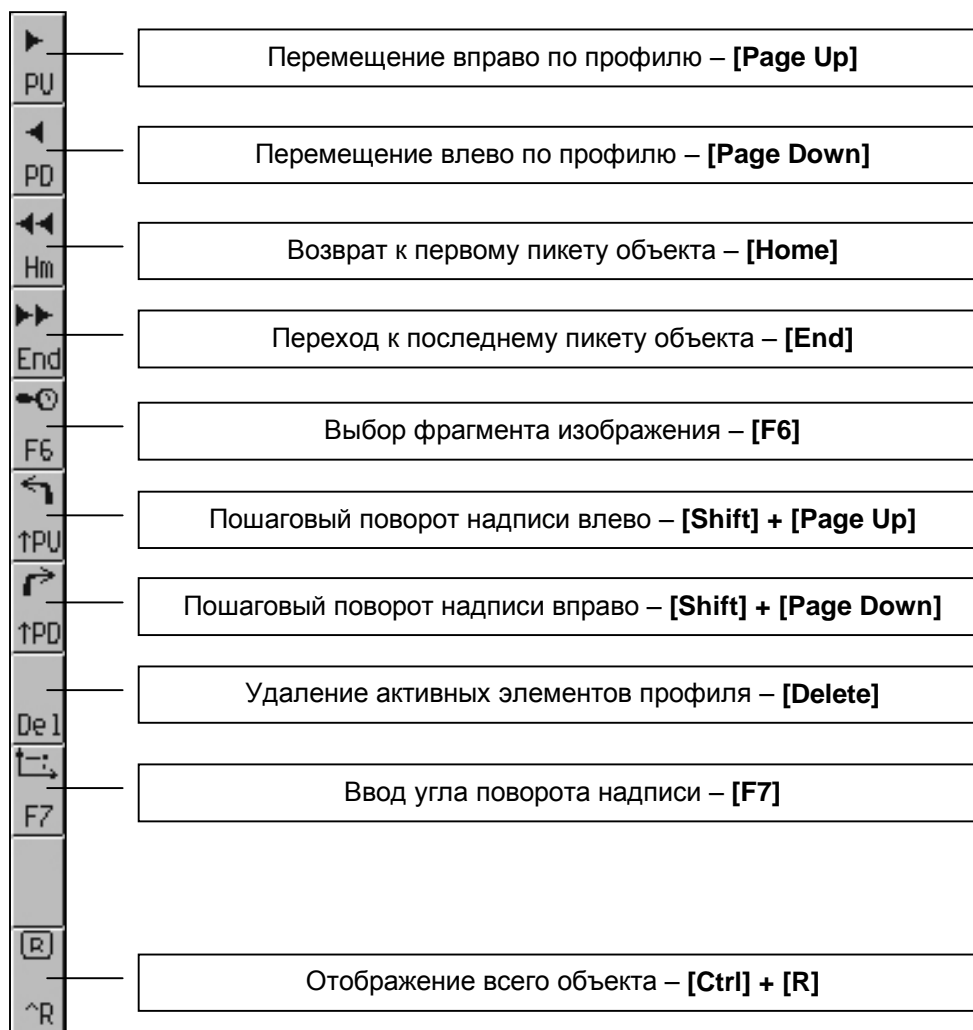 PU
Перемещение вправо по профилю – [Page Up]
PD
Перемещение влево по профилю – [Page Down]
Hm
Возврат к первому пикету объекта – [Home]
End
Переход к последнему пикету объекта – [End]
F6
Выбор фрагмента изображения – [F6]
↑PU
Пошаговый поворот надписи влево – [Shift] + [Page Up]
↑PD
Пошаговый поворот надписи вправо – [Shift] + [Page Down]
Del
Удаление активных элементов профиля – [Delete]
F7
Ввод угла поворота надписи – [F7]
R
^R
Отображение всего объекта – [Ctrl] + [R]